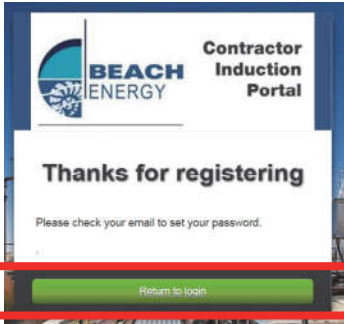 Contractor
Induction
Portal
BEACH
ENERGY
Thanks for registering
Please check your email to set your password.
Return to login